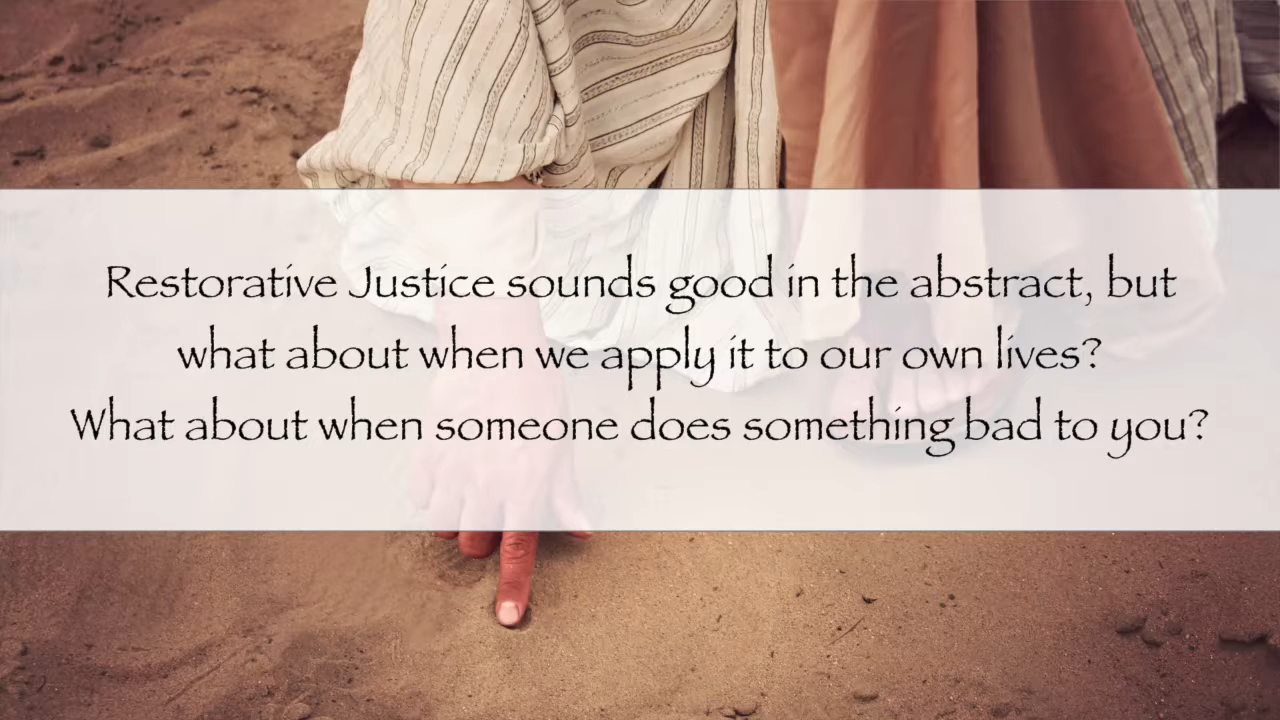 Restorative Justice sounds good in the abstract, but
what about when we apply it to our own lives?
What about when someone does something bad to you?